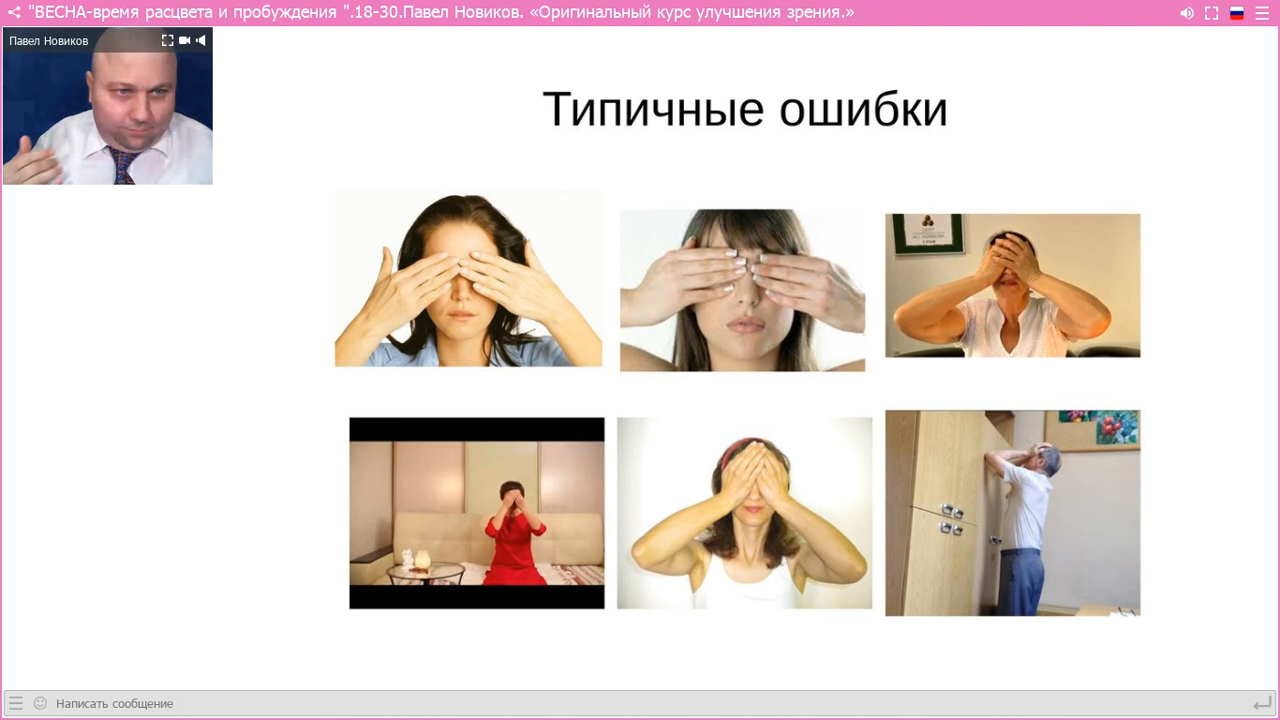 "ВЕСНА-время расцвета и пробуждения ".18-30.Павел Новиков. «Оригинальный курс улучшения зрения.»
Павел Новиков
Типичные ошибки
Написать сообщение